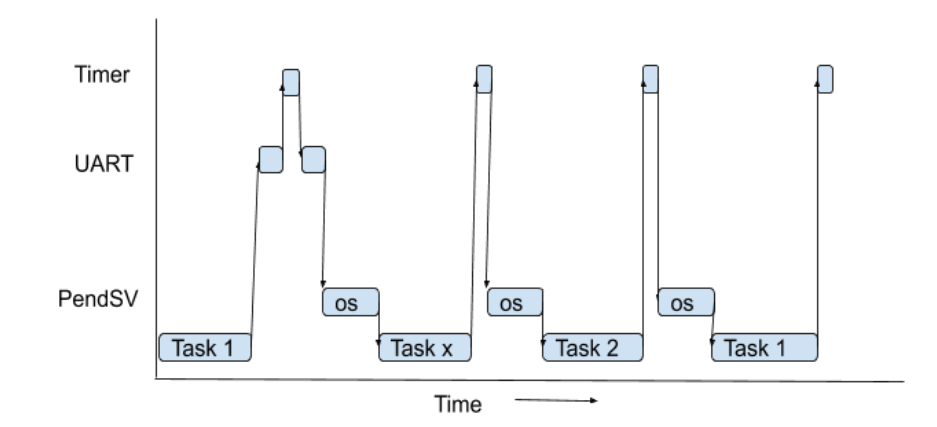 Timer
UART
PendSV
os
os
os
Task 1
Task x
Task 2
Task 1
Time